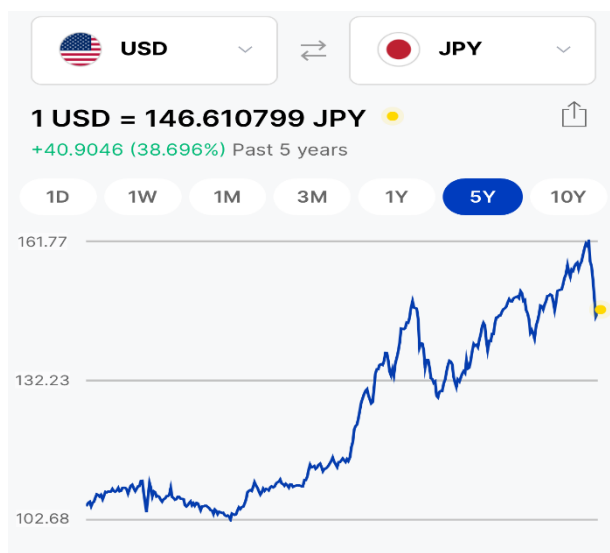 USD JPY
1 USD = 146.610799 JPY
+40.9046 (38.696%) Past 5 years
1D 1W 1M 3M 1Y 5Y 10Y
161.77
132.23
102.68